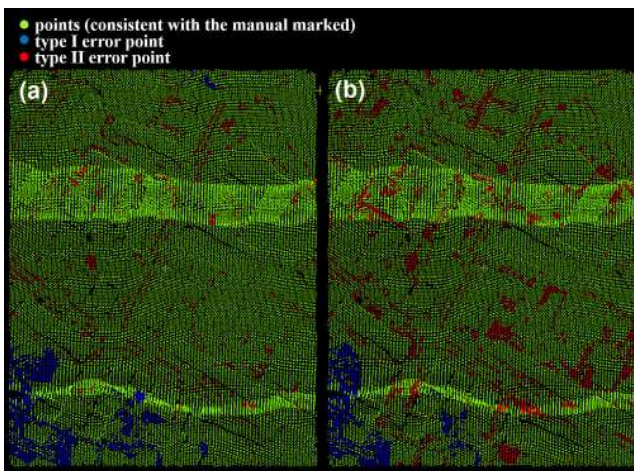 points (consistent with the manual marked)
type I error point
type II error point
(a)
(b)